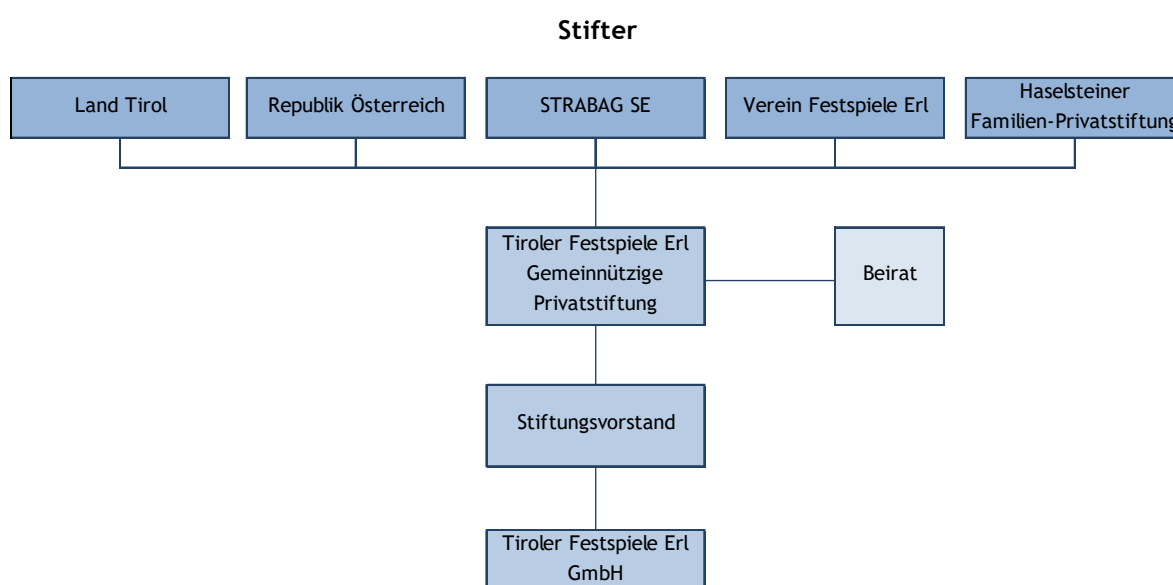 Stifter
Land Tirol
Republik Österreich
STRABAG SE
Verein Festspiele Erl
Haselsteiner
Familien-Privatstiftung
Tiroler Festspiele Erl
Gemeinnützige
Privatstiftung
Beirat
Stiftungsvorstand
Tiroler Festspiele Erl
GmbH